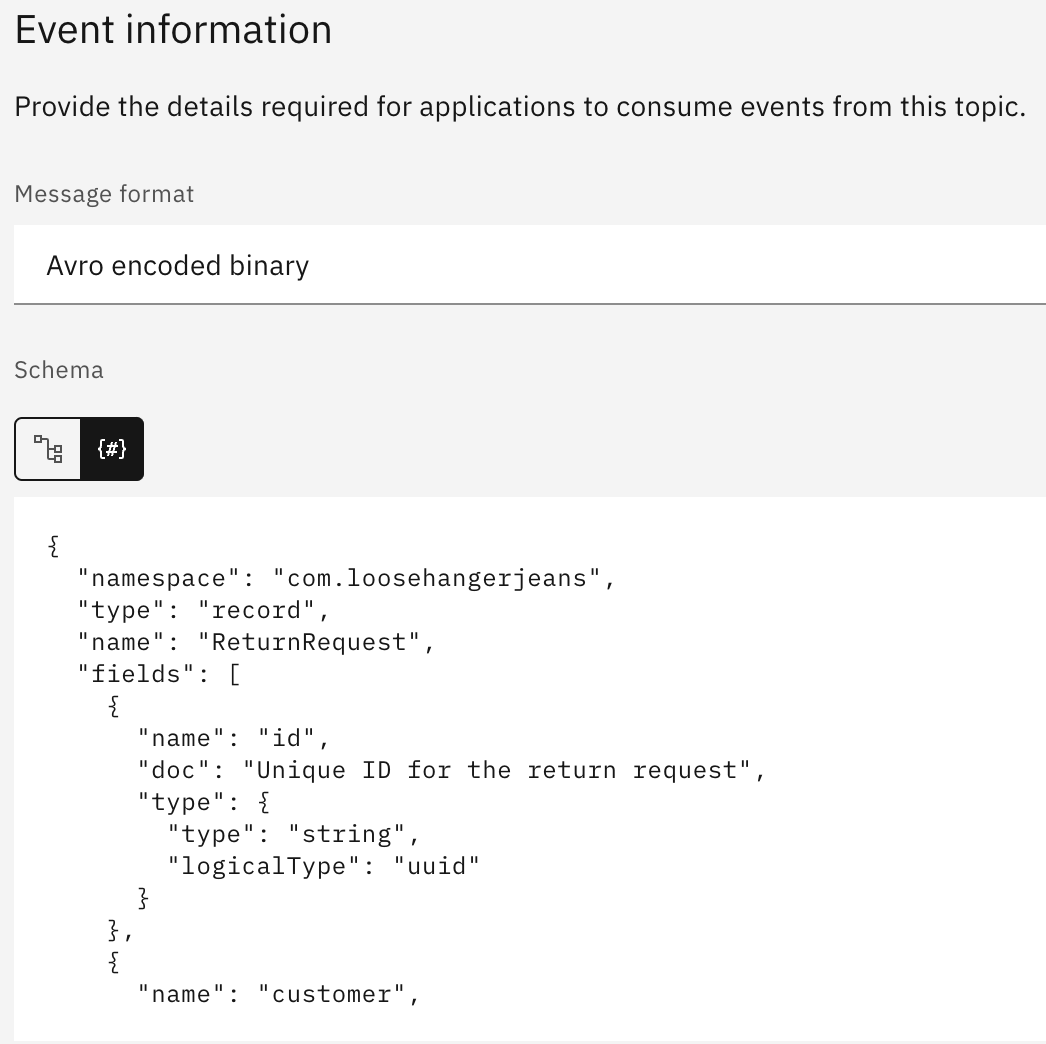 Event information
Provide the details required for applications to consume events from this topic.
Message format
Avro encoded binary
Schema
{#}
{
  "namespace": "com.loosehangerjeans",
  "type": "record",
  "name": "ReturnRequest",
  "fields": [
    {
      "name": "id",
      "doc": "Unique ID for the return request",
      "type": {
        "type": "string",
        "logicalType": "uuid"
      }
    },
    {
      "name": "customer",